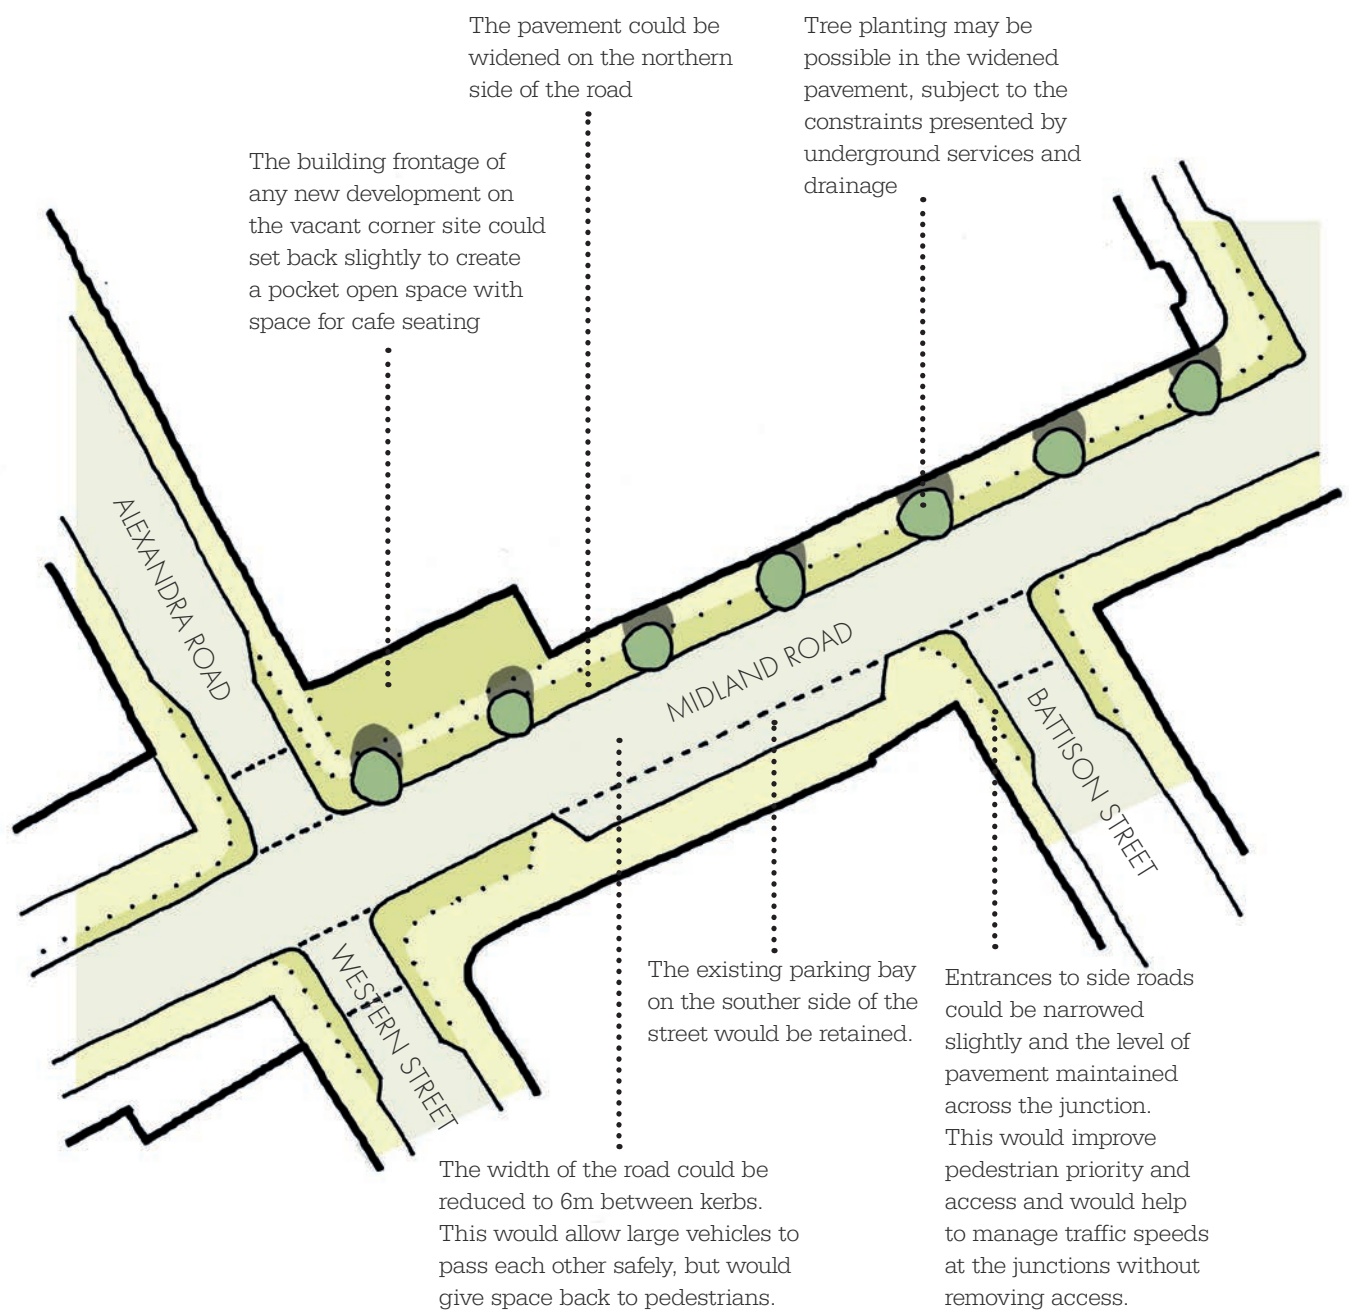 The pavement could be
widened on the northern
side of the road
Tree planting may be
possible in the widened
pavement, subject to the
constraints presented by
underground services and
drainage
The building frontage of
any new development on
the vacant corner site could
set back slightly to create
a pocket open space with
space for cafe seating
ALEXANDRA ROAD
MIDLAND ROAD
BATTISON STREET
WESTERN STREET
The existing parking bay
on the souther side of the
street would be retained.
Entrances to side roads
could be narrowed
slightly and the level of
pavement maintained
across the junction.
This would improve
pedestrian priority and
access and would help
to manage traffic speeds
at the junctions without
removing access.
The width of the road could be
reduced to 6m between kerbs.
This would allow large vehicles to
pass each other safely, but would
give space back to pedestrians.